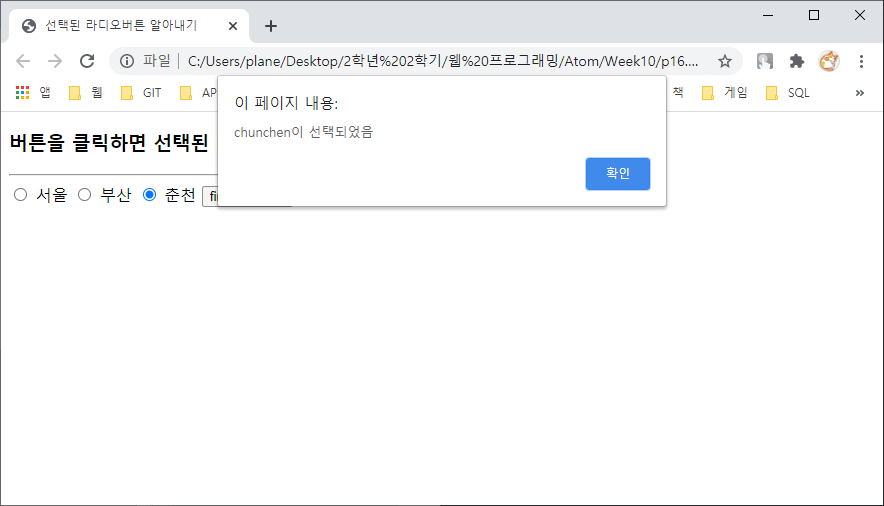 선택된 라디오버튼 알아내기
파일 C:/Users/plane/Desktop/2학년%202학기/웹%20프로그래밍/Atom/Week10/p16....
앱 웹 GIT 책 게임 SQL »
이 페이지 내용:
chunchen이 선택되었음
확인
버튼을 클릭하면 선택된
서울 부산 춘천